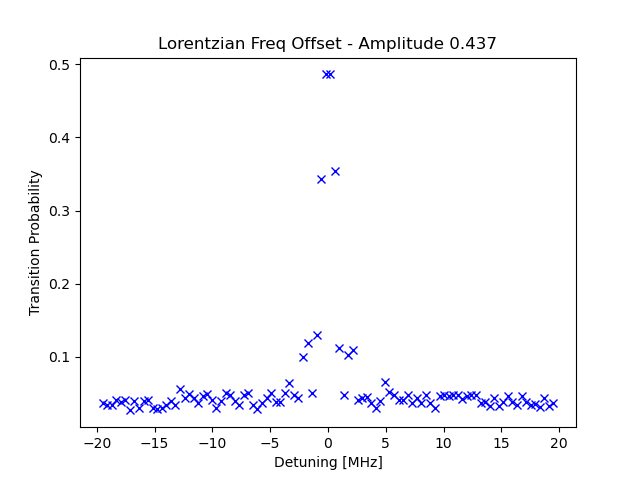 Lorentzian Freq Offset - Amplitude 0.437
0.5
0.4
0.3
0.2
0.1
Transition Probability
−20 −15 −10 −5 0 5 10 15 20
Detuning [MHz]